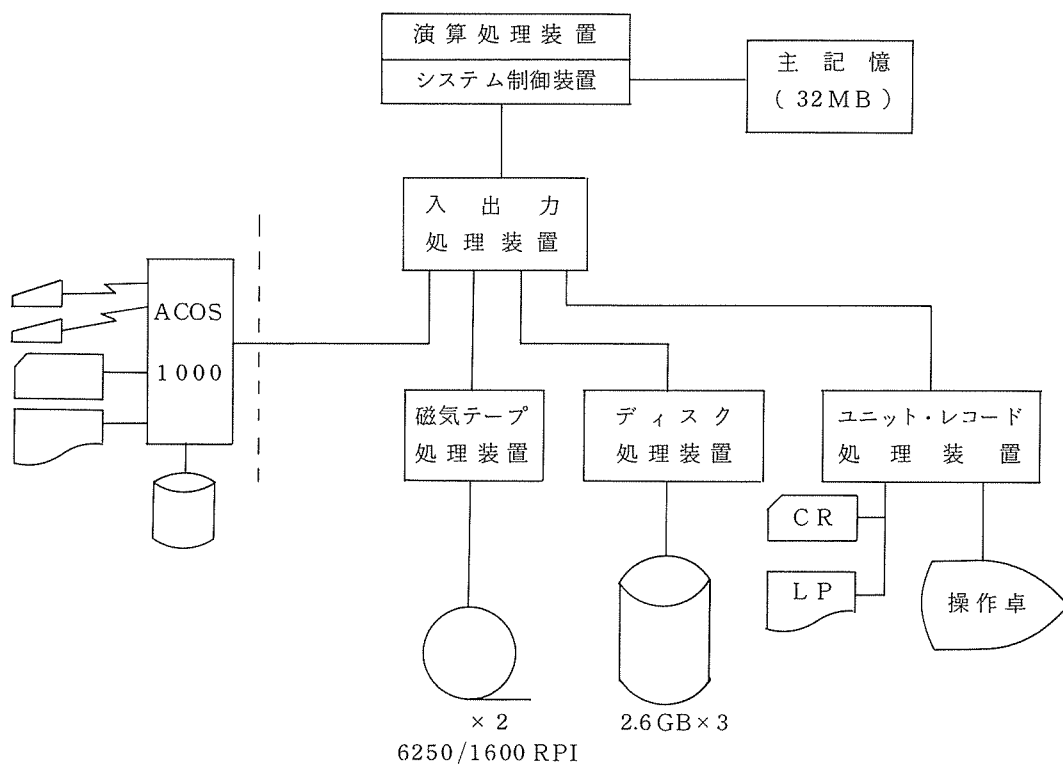 演算処理装置
システム制御装置
主記憶
(32MB)
入出力
処理装置
ACOS
1000
磁気テープ
処理装置
ディスク
処理装置
ユニット・レコード
処理装置
CR
LP
操作卓
×2
6250/1600 RPI
2.6GB×3